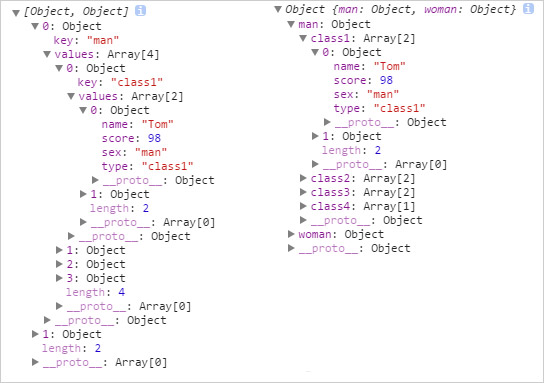 [Object, Object]
0: Object
key: "man"
values: Array[4]
0: Object
key: "class1"
values: Array[2]
0: Object
name: "Tom"
score: 98
sex: "man"
type: "class1"
__proto__: Object
1: Object
length: 2
__proto__: Array[0]
__proto__: Object
1: Object
2: Object
3: Object
length: 4
__proto__: Array[0]
__proto__: Object
1: Object
length: 2
__proto__: Array[0]
Object {man: Object, woman: Object}
man: Object
class1: Array[2]
0: Object
name: "Tom"
score: 98
sex: "man"
type: "class1"
__proto__: Object
1: Object
length: 2
__proto__: Array[0]
class2: Array[2]
class3: Array[2]
class4: Array[1]
__proto__: Object
woman: Object
__proto__: Object